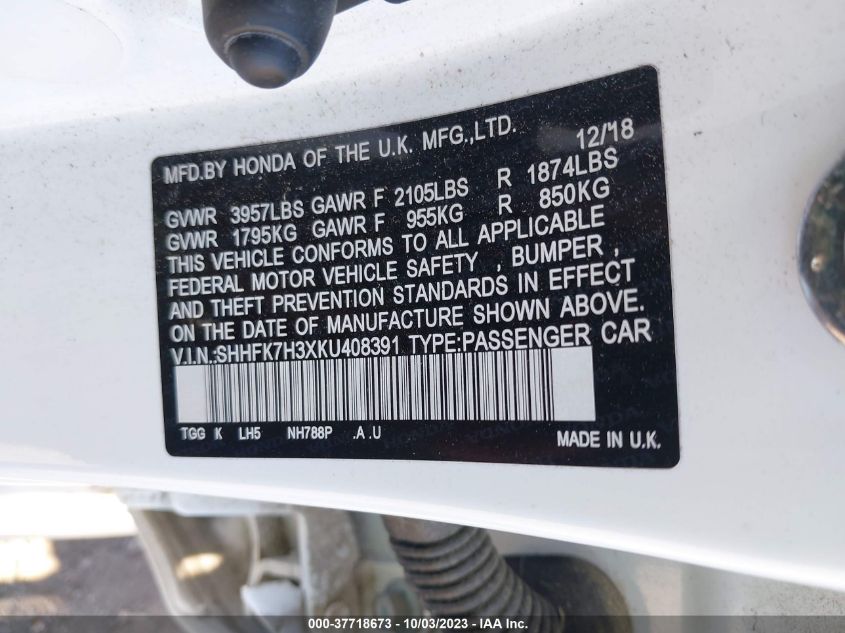 MFD.BY HONDA OF THE U.K. MFG.,LTD. 12/18
GVWR 3957LBS GAWR F 2105LBS R 1874LBS
GVWR 1795KG GAWR F 955KG R 850KG
THIS VEHICLE CONFORMS TO ALL APPLICABLE
FEDERAL MOTOR VEHICLE SAFETY , BUMPER ,
AND THEFT PREVENTION STANDARDS IN EFFECT
ON THE DATE OF MANUFACTURE SHOWN ABOVE.
V.I.N.:SHHFK7H3XKU408391 TYPE:PASSENGER CAR
TGG K LH5 NH788P .A .U MADE IN U.K.
000-37718673 - 10/03/2023 - IAA Inc.